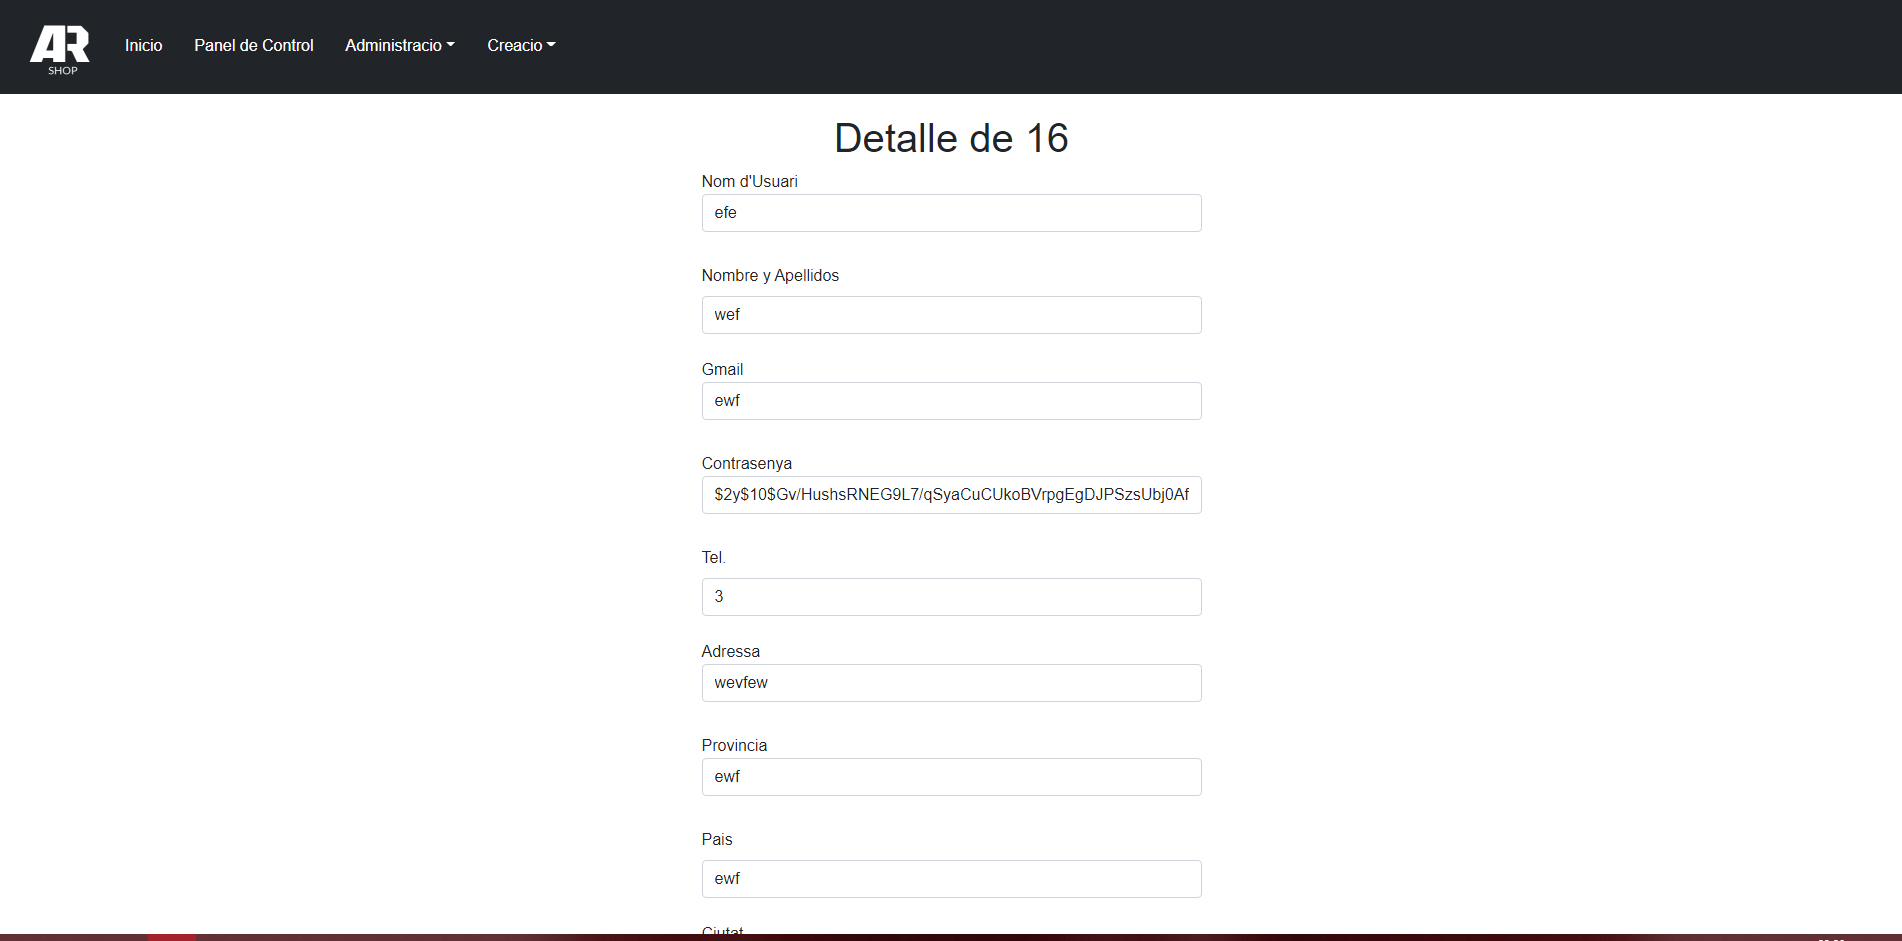 AR
SHOP
Inicio Panel de Control Administracio Creacio
Detalle de 16
Nom d'Usuari
efe
Nombre y Apellidos
wef
Gmail
ewf
Contrasenya
$2y$10$Gv/HushsRNEG9L7/qSyaCuCUkoBVrpgEgDJPSzsUbj0Af
Tel.
3
Adressa
wevfew
Provincia
ewf
Pais
ewf
Ciutat